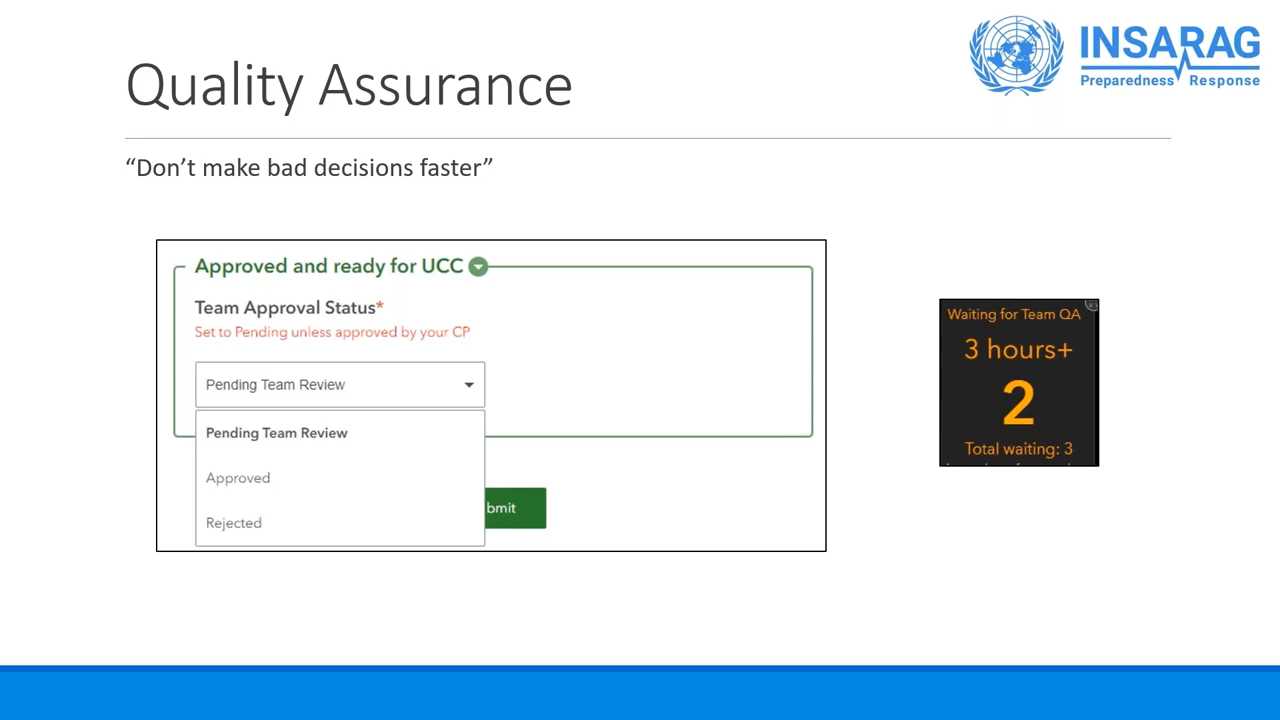 INSARAG
Preparedness Response
Quality Assurance
“Don’t make bad decisions faster”
Approved and ready for UCC
Team Approval Status*
Set to Pending unless approved by your CP
Pending Team Review
Pending Team Review
Approved
Rejected
bmit
Waiting for Team QA
3 hours+
2
Total waiting: 3